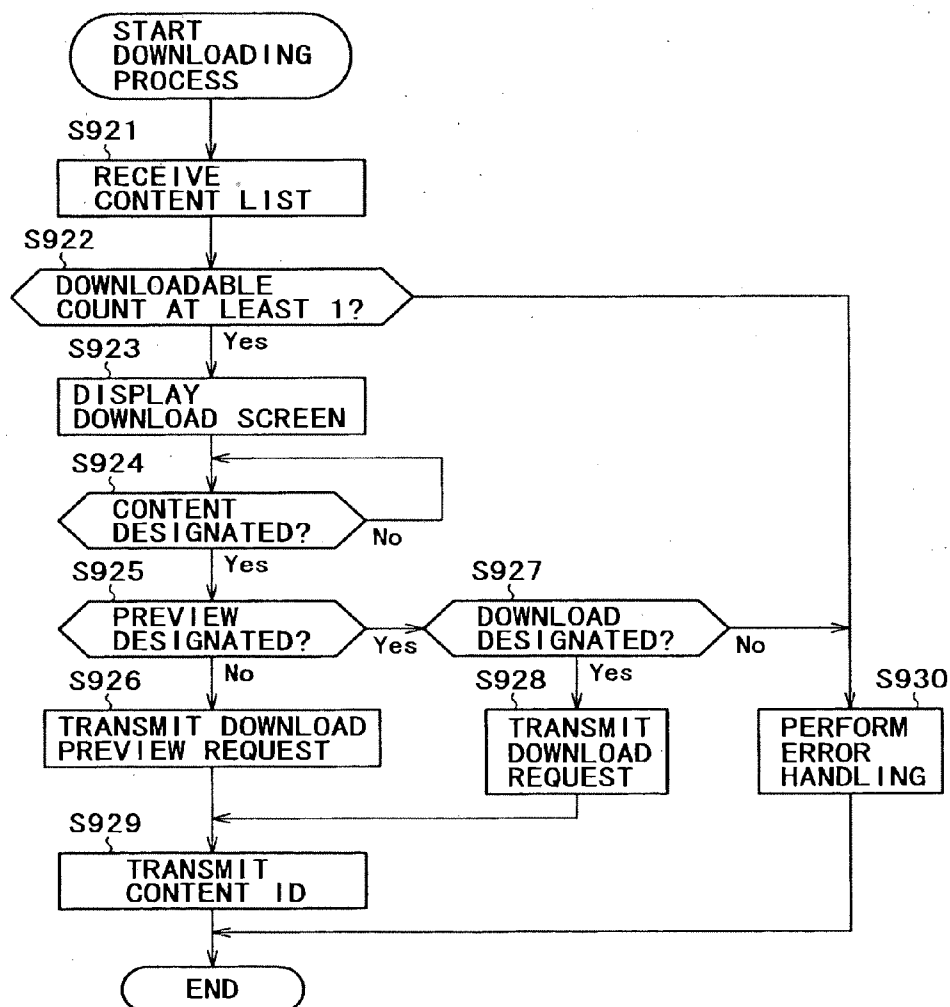 START
DOWNLOADING
PROCESS
S921
RECEIVE
CONTENT LIST
S922
DOWNLOADABLE
COUNT AT LEAST 1?
Yes
S923
DISPLAY
DOWNLOAD SCREEN
S924
CONTENT
DESIGNATED?
No
Yes
S925
PREVIEW
DESIGNATED?
Yes
No
S927
DOWNLOAD
DESIGNATED?
No
Yes
S926
TRANSMIT DOWNLOAD
PREVIEW REQUEST
S928
TRANSMIT
DOWNLOAD
REQUEST
S930
PERFORM
ERROR
HANDLING
S929
TRANSMIT
CONTENT ID
END